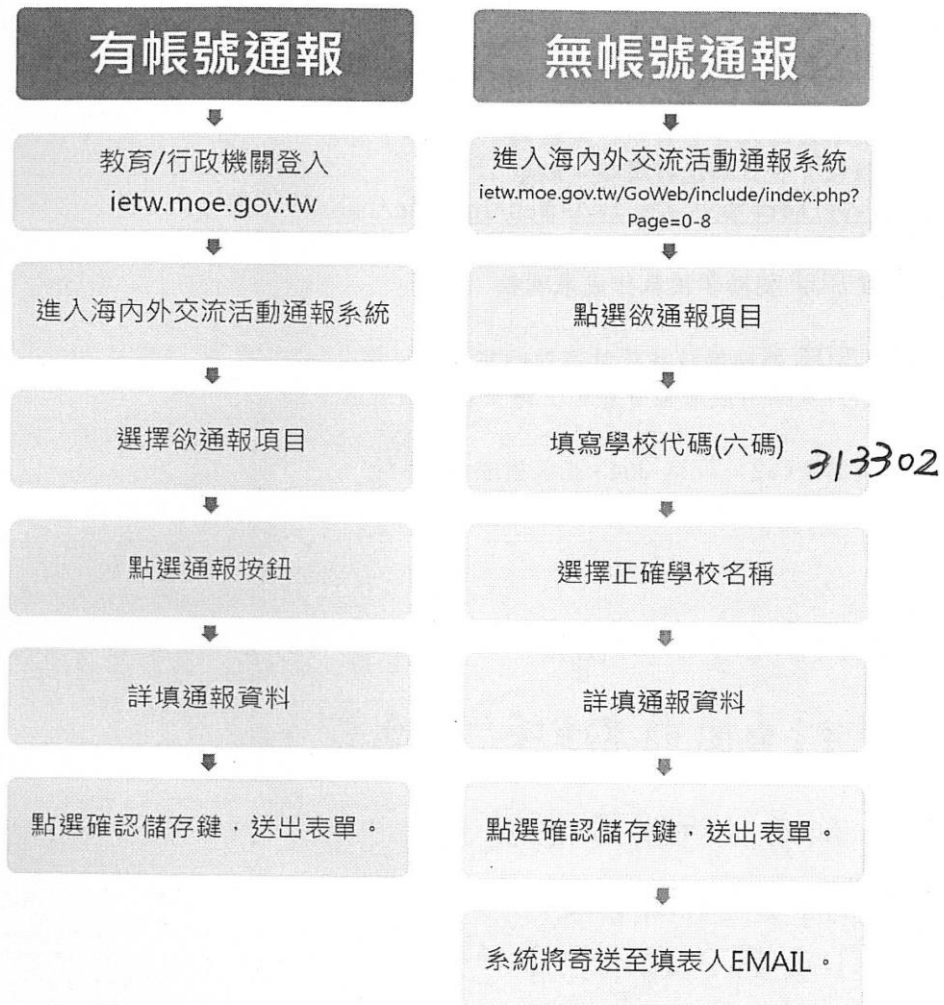 有帳號通報
教育/行政機關登入
ietw.moe.gov.tw
進入海內外交流活動通報系統
選擇欲通報項目
點選通報按鈕
詳填通報資料
點選確認儲存鍵，送出表單。
無帳號通報
進入海內外交流活動通報系統
ietw.moe.gov.tw/GoWeb/include/index.php?
Page=0-8
點選欲通報項目
填寫學校代碼(六碼)
313302
選擇正確學校名稱
詳填通報資料
點選確認儲存鍵，送出表單。
系統將寄送至填表人EMAIL。